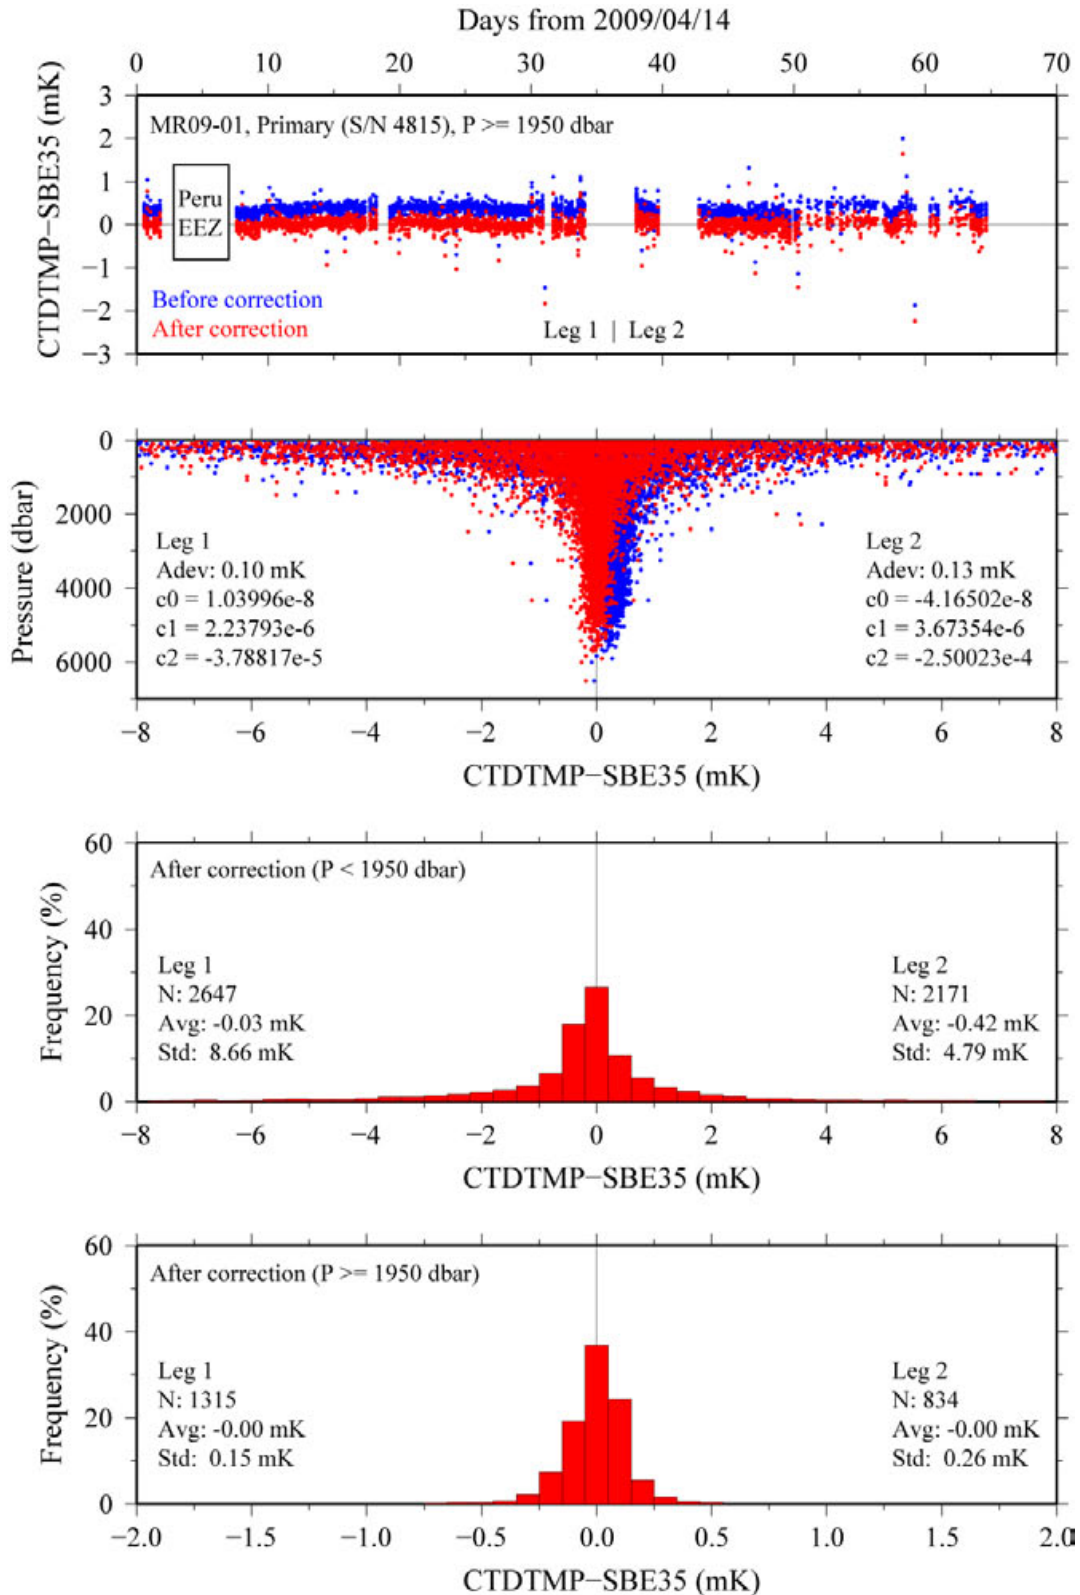 Days from 2009/04/14
0 10 20 30 40 50 60 70
CTDTMP−SBE35 (mK)
3
2
1
0
−1
−2
−3
MR09-01, Primary (S/N 4815), P >= 1950 dbar
Peru
EEZ
Before correction
After correction
Leg 1 | Leg 2
Pressure (dbar)
0
2000
4000
6000
Leg 1
Adev: 0.10 mK
c0 = 1.03996e-8
c1 = 2.23793e-6
c2 = -3.78817e-5
Leg 2
Adev: 0.13 mK
c0 = -4.16502e-8
c1 = 3.67354e-6
c2 = -2.50023e-4
−8 −6 −4 −2 0 2 4 6 8
CTDTMP−SBE35 (mK)
Frequency (%)
60
40
20
0
After correction (P < 1950 dbar)
Leg 1
N: 2647
Avg: -0.03 mK
Std: 8.66 mK
Leg 2
N: 2171
Avg: -0.42 mK
Std: 4.79 mK
−8 −6 −4 −2 0 2 4 6 8
CTDTMP−SBE35 (mK)
Frequency (%)
60
40
20
0
After correction (P >= 1950 dbar)
Leg 1
N: 1315
Avg: -0.00 mK
Std: 0.15 mK
Leg 2
N: 834
Avg: -0.00 mK
Std: 0.26 mK
−2.0 −1.5 −1.0 −0.5 0.0 0.5 1.0 1.5 2.0
CTDTMP−SBE35 (mK)